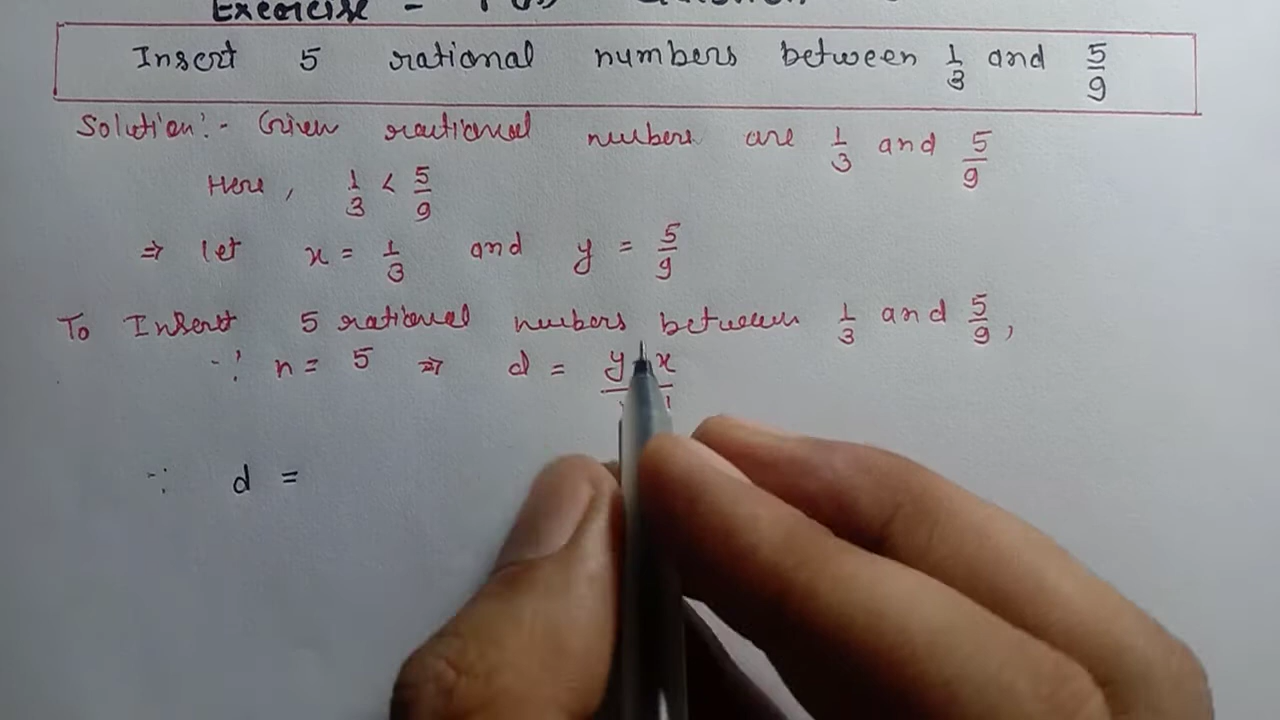 Exercise -
Insert 5 rational numbers between 1/3 and 5/9
Solution:- Given rational numbers are 1/3 and 5/9
Here, 1/3 < 5/9
⇒ let x = 1/3 and y = 5/9
To Insert 5 rational numbers between 1/3 and 5/9,
∵ n = 5 ⇒ d = y x
∵ d =